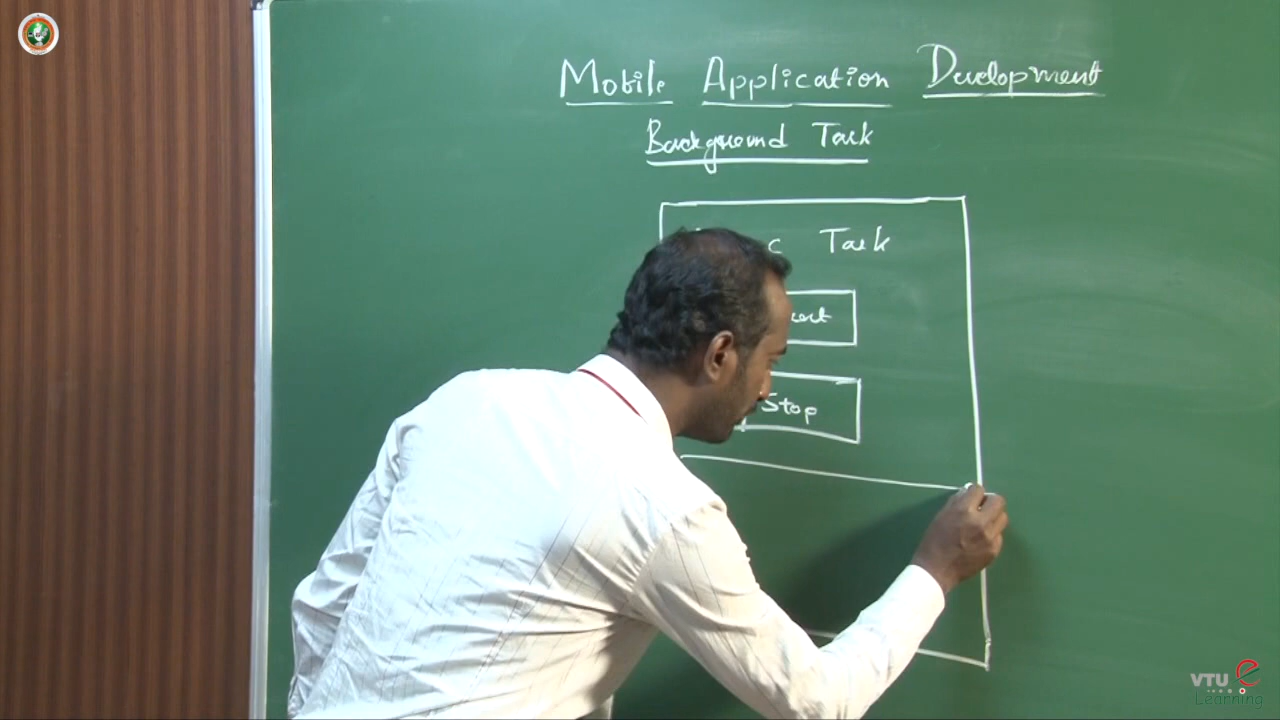 Mobile Application Development
Background Task
Task
Stop
VTU e
Learning